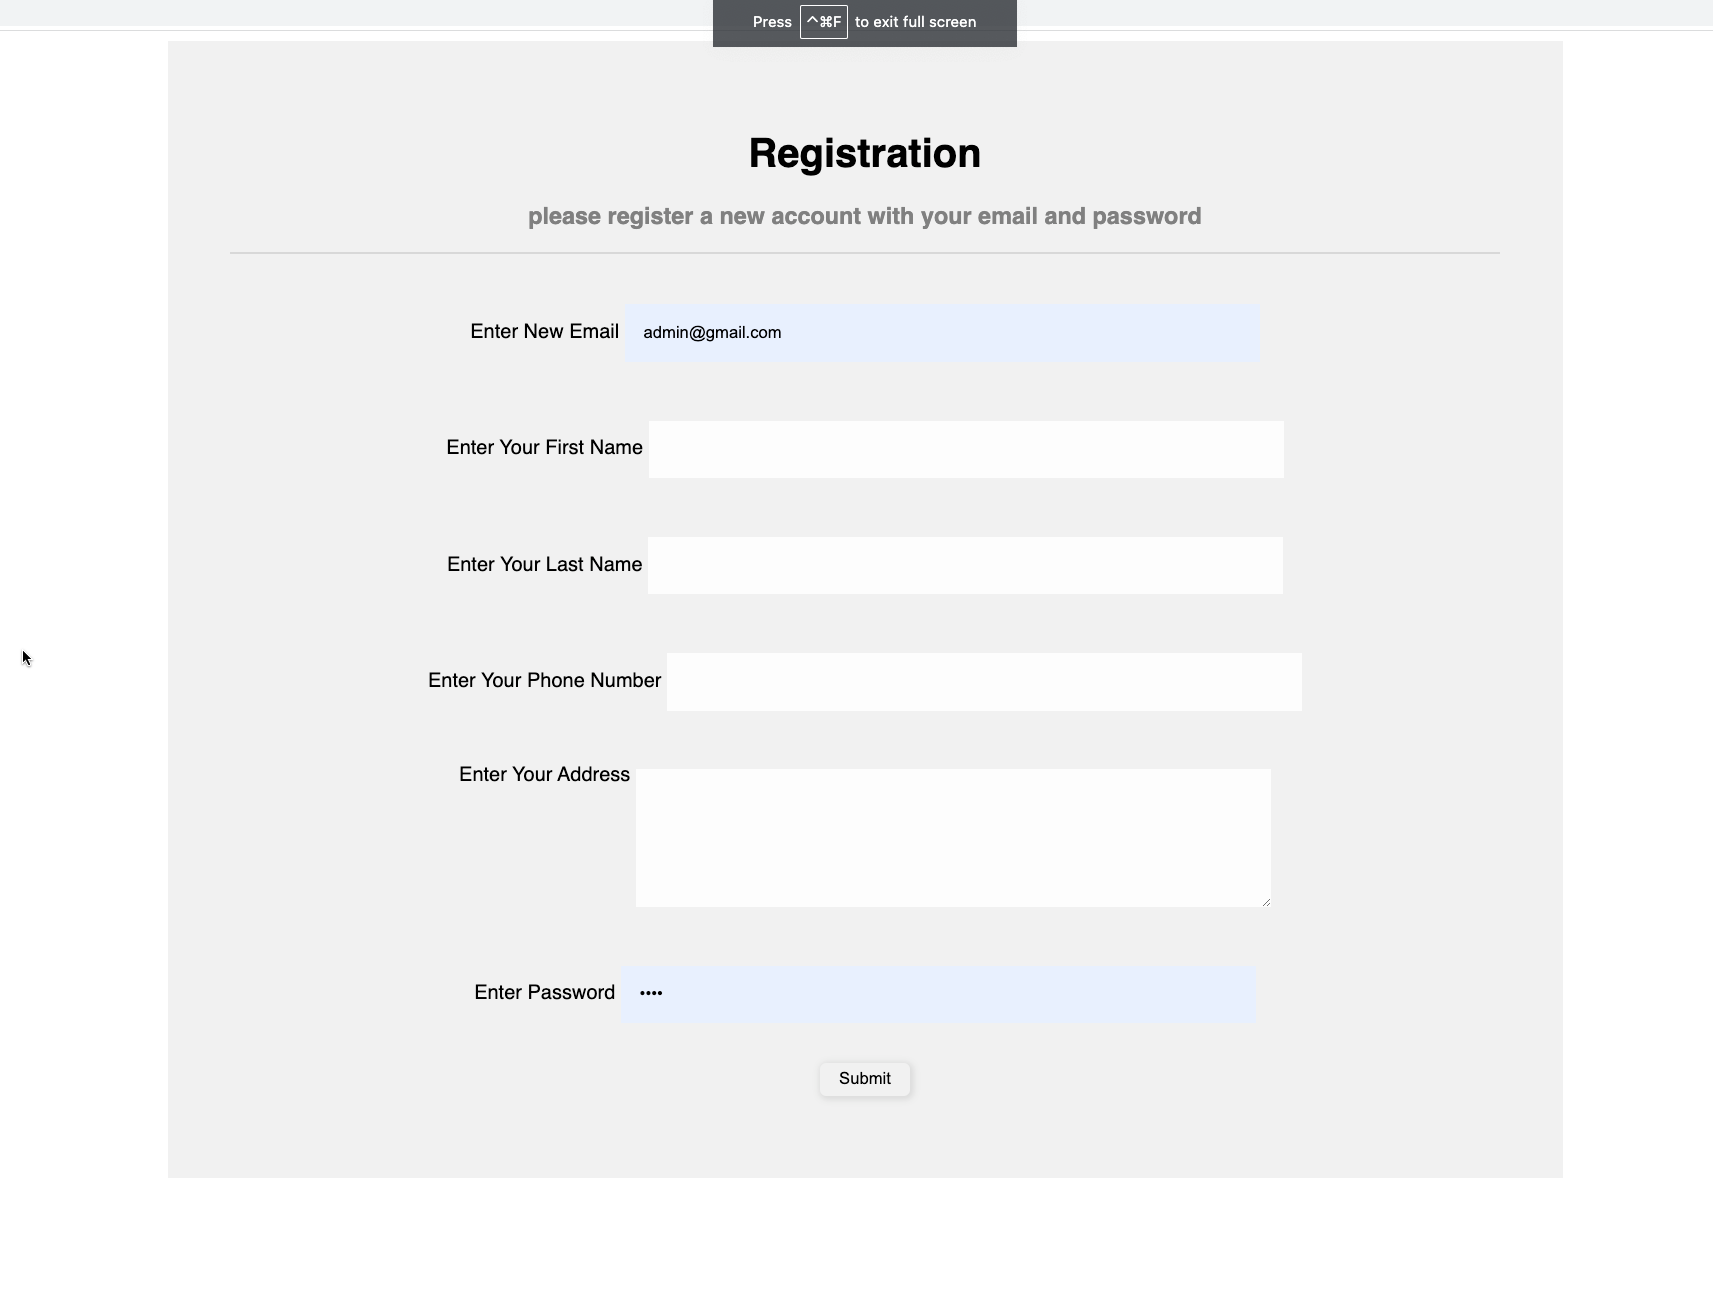 Press ^⌘F to exit full screen
Registration
please register a new account with your email and password
Enter New Email admin@gmail.com
Enter Your First Name
Enter Your Last Name
Enter Your Phone Number
Enter Your Address
Enter Password ••••
Submit